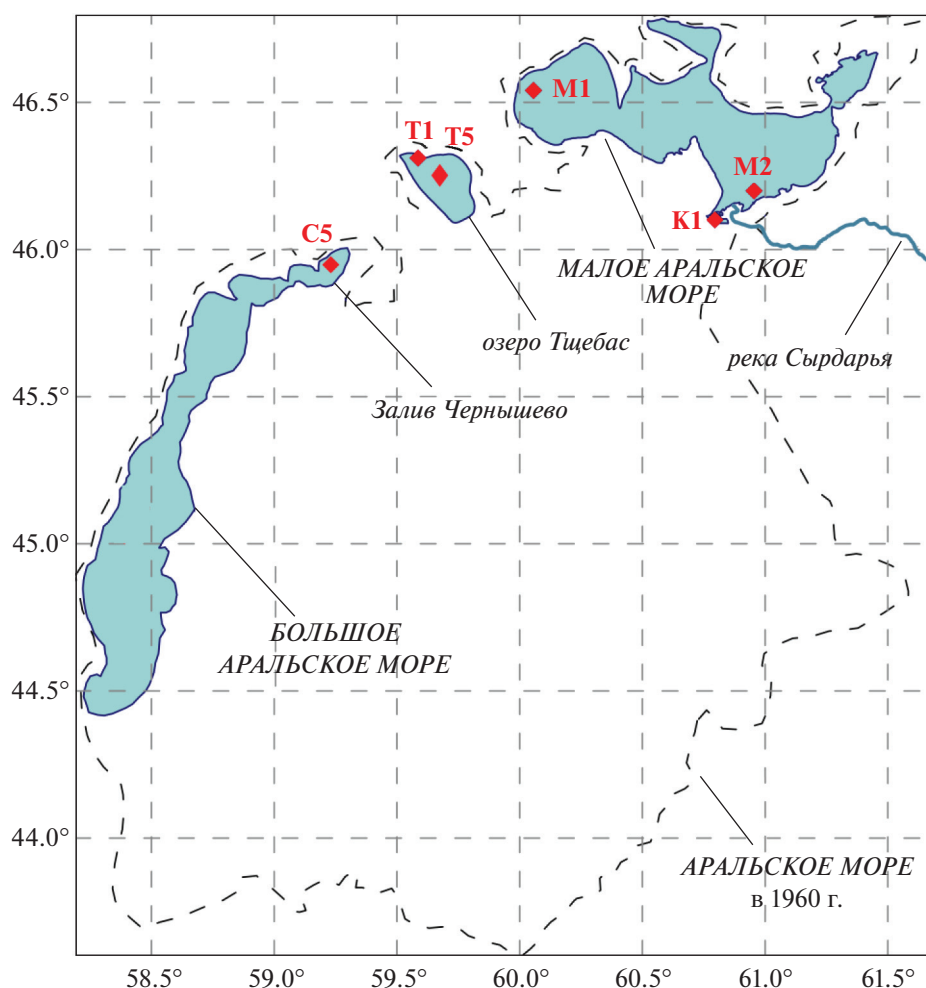 46.5°
M1
T1
T5
M2
K1
46.0°
C5
МАЛОЕ АРАЛЬСКОЕ
МОРЕ
озеро Тщебас
река Сырдарья
45.5°
Залив Чернышево
45.0°
БОЛЬШОЕ
АРАЛЬСКОЕ МОРЕ
44.5°
44.0°
АРАЛЬСКОЕ МОРЕ
в 1960 г.
58.5° 59.0° 59.5° 60.0° 60.5° 61.0° 61.5°